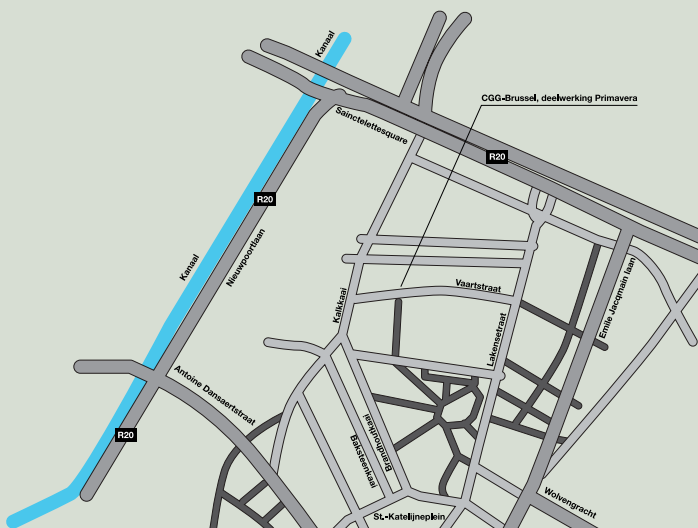 Kanaal
CGG-Brussel, deelwerking Primavera
Sainctelettesquare
R20
R20
Kanaal
Nieuwpoortlaan
Vaartstraat
Kalkkaai
Lakensetraat
Emile Jacqmain laan
Antoine Dansaertstraat
Brandhoutkaai
Baksteenkaai
R20
Wolvengracht
St.-Katelijneplein